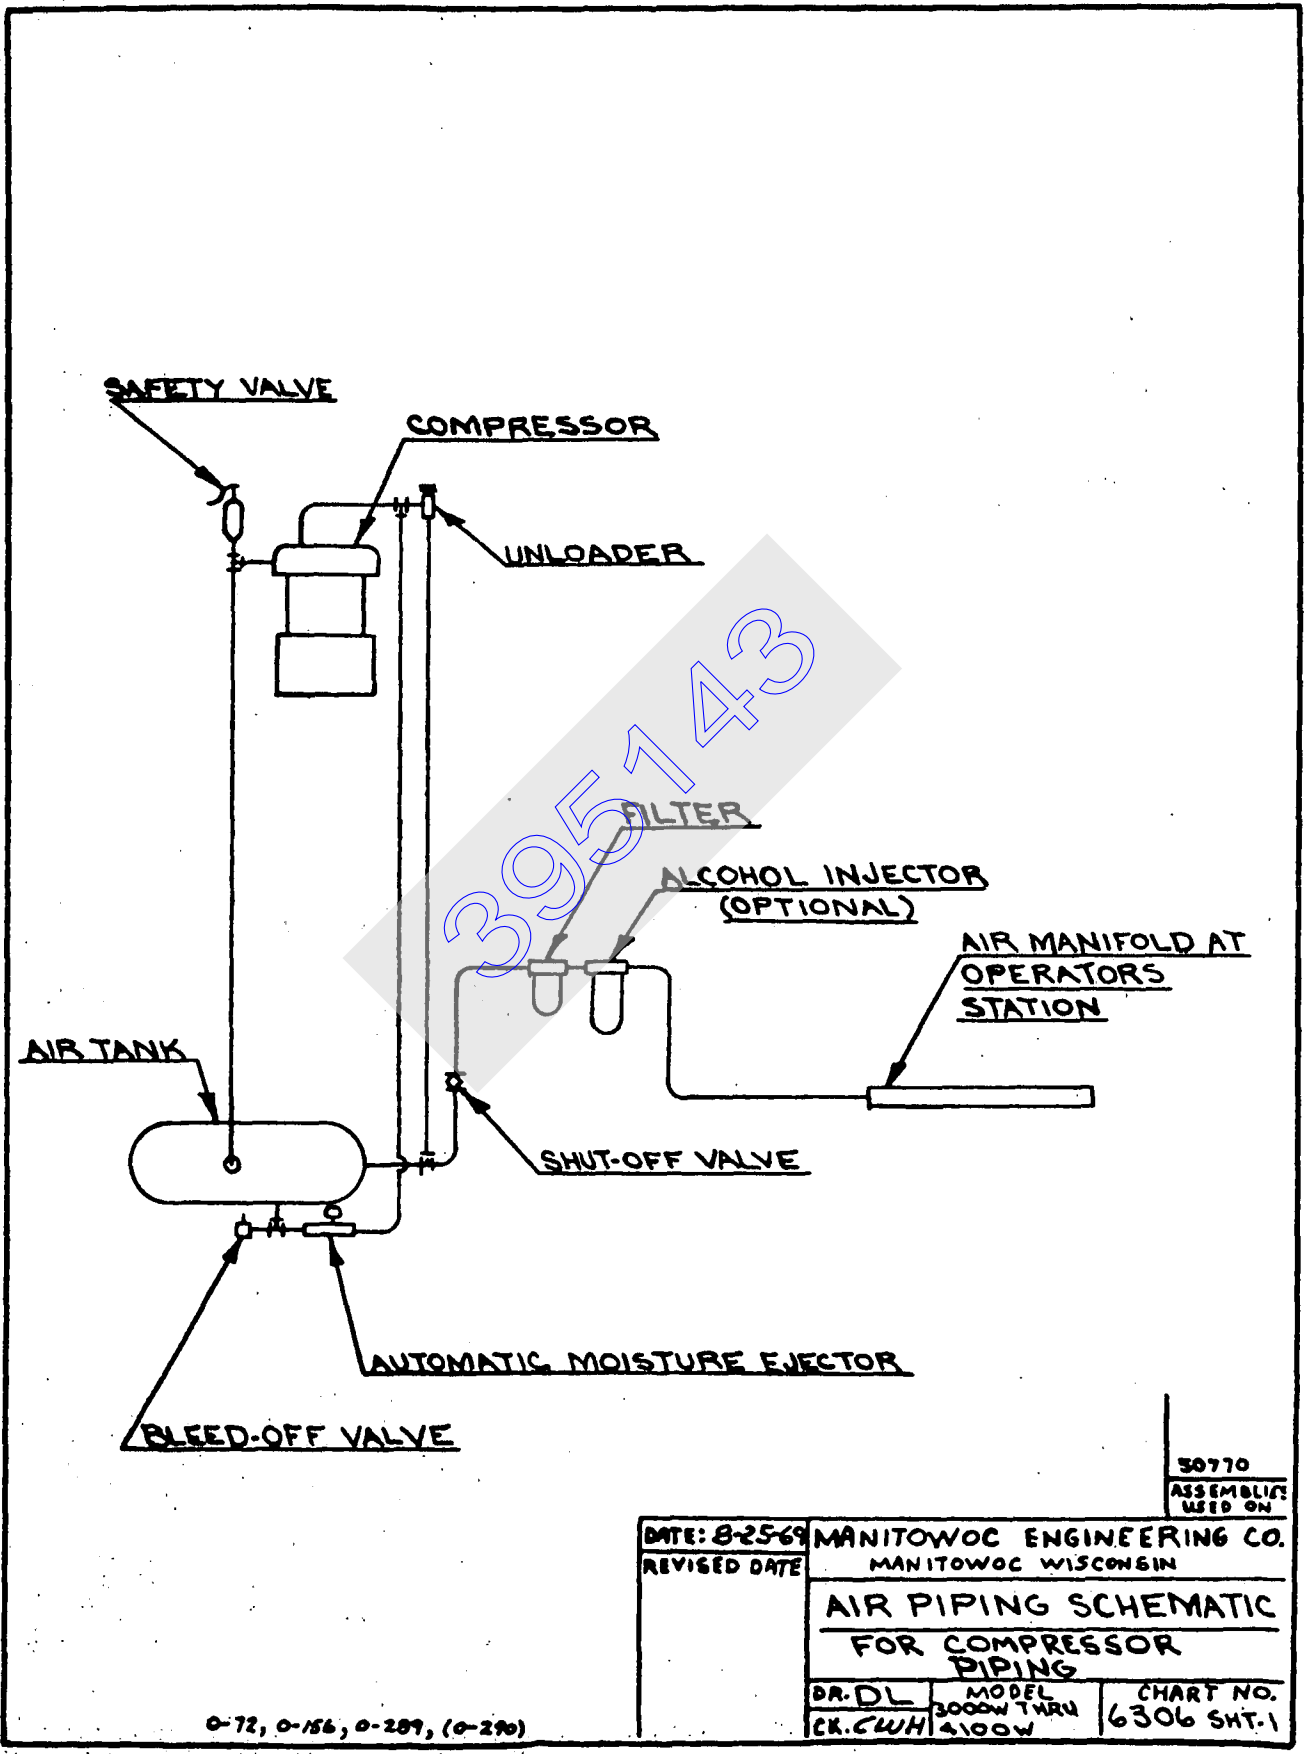 SAFETY VALVE
COMPRESSOR
UNLOADER
395143
FILTER
ALCOHOL INJECTOR
(OPTIONAL)
AIR MANIFOLD AT
OPERATORS
STATION
AIR TANK
SHUT-OFF VALVE
AUTOMATIC MOISTURE EJECTOR
BLEED-OFF VALVE
30770
ASSEMBLIES
USED ON
DATE: 8-25-69
REVISED DATE
MANITOWOC ENGINEERING CO.
MANITOWOC WISCONSIN
AIR PIPING SCHEMATIC
FOR COMPRESSOR
PIPING
DR. DL
CK. CWH
MODEL
3000W THRU
4100W
CHART NO.
6306 SHT-1
0-72, 0-156, 0-289, (0-290)